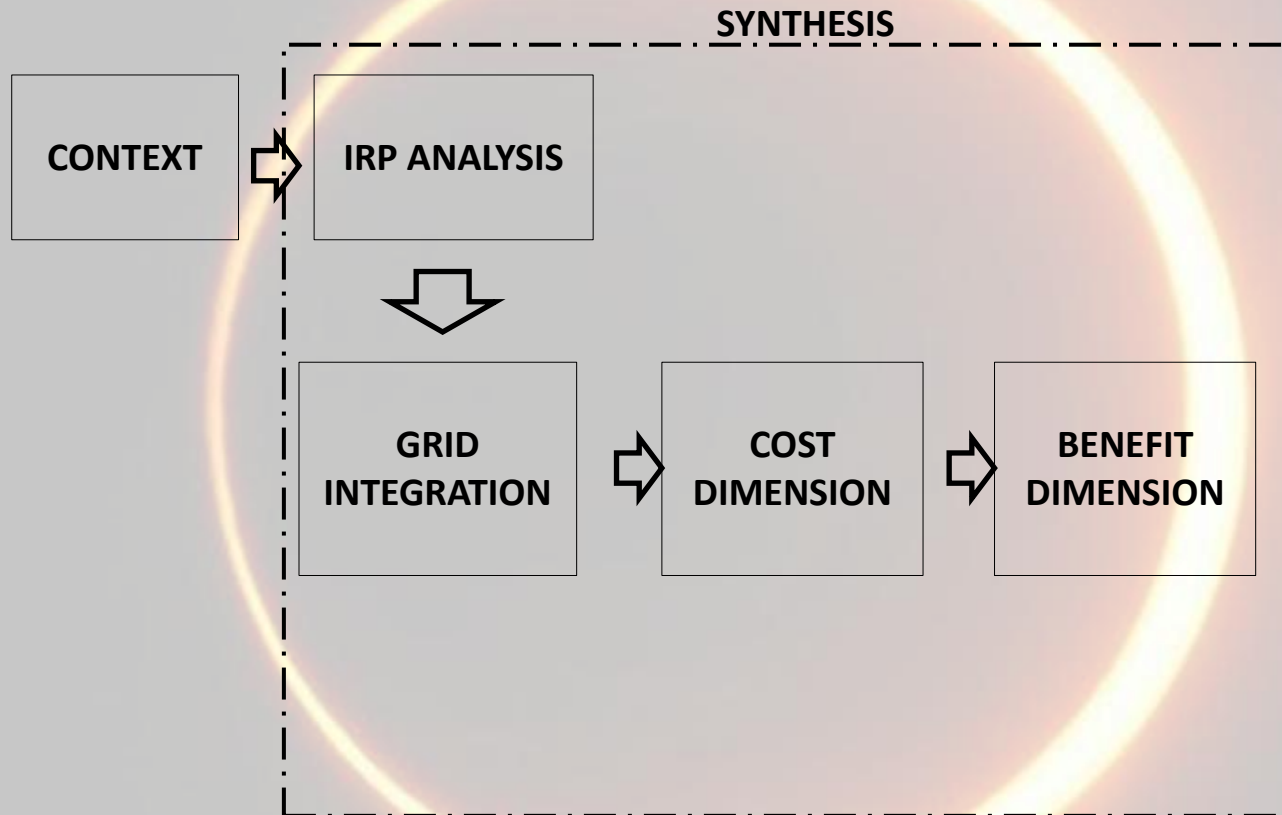 SYNTHESIS
CONTEXT
IRP ANALYSIS
GRID
INTEGRATION
COST
DIMENSION
BENEFIT
DIMENSION